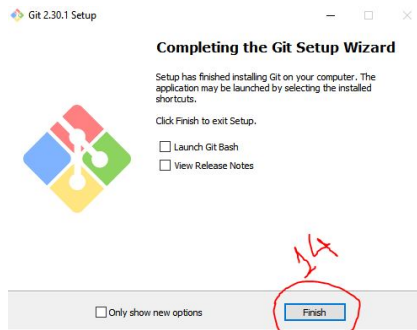 Git 2.30.1 Setup
Completing the Git Setup Wizard
Setup has finished installing Git on your computer. The
application may be launched by selecting the installed
shortcuts.
Click Finish to exit Setup.
Launch Git Bash
View Release Notes
14
Only show new options
Finish